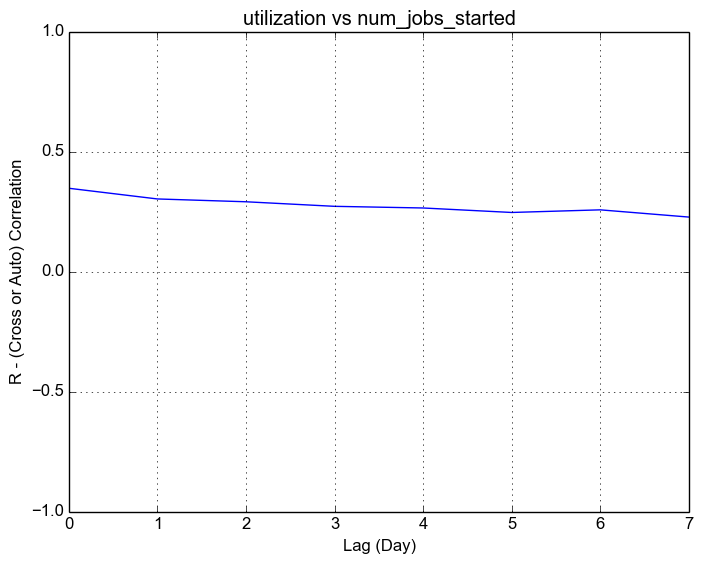 utilization vs num_jobs_started
R - (Cross or Auto) Correlation
1.0
0.5
0.0
−0.5
−1.0
0 1 2 3 4 5 6 7
Lag (Day)